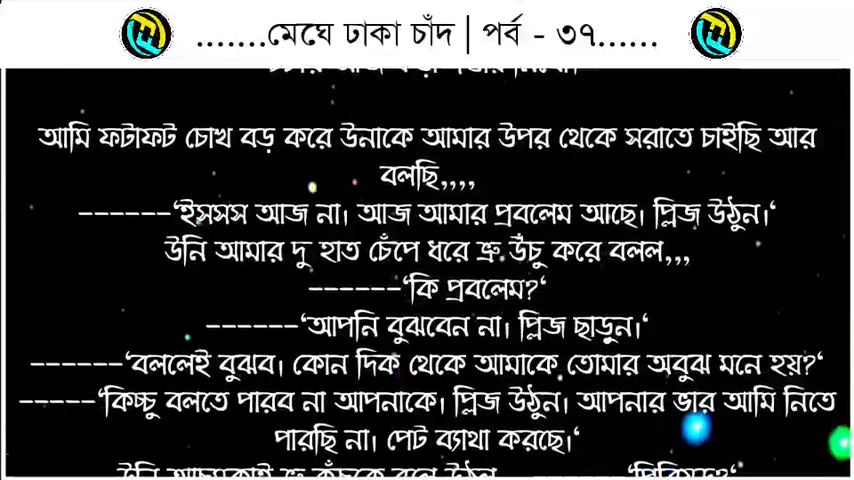 .......মেঘে ঢাকা চাঁদ | পর্ব - ৩৭......
আমি ফটাফট চোখ বড় করে উনাকে আমার উপর থেকে সরাতে চাইছি আর
বলছি,,,,
------‘ইসসস আজ না। আজ আমার প্রবলেম আছে। প্লিজ উঠুন।‘
উনি আমার দু হাত চেঁপে ধরে ভ্রু উঁচু করে বলল,,,
------‘কি প্রবলেম?‘
------‘আপনি বুঝবেন না। প্লিজ ছাড়ুন।‘
------‘বললেই বুঝব। কোন দিক থেকে আমাকে তোমার অবুঝ মনে হয়?‘
-----‘কিচ্ছু বলতে পারব না আপনাকে। প্লিজ উঠুন। আপনার ভার আমি নিতে
পারছি না। পেট ব্যাথা করছে।‘